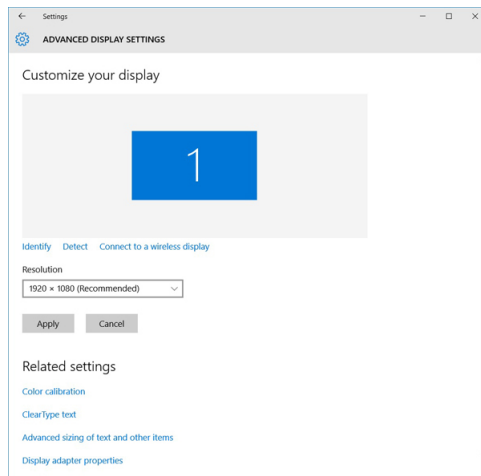 Settings
ADVANCED DISPLAY SETTINGS
Customize your display
1
Identify Detect Connect to a wireless display
Resolution
1920 × 1080 (Recommended)
Apply Cancel
Related settings
Color calibration
ClearType text
Advanced sizing of text and other items
Display adapter properties